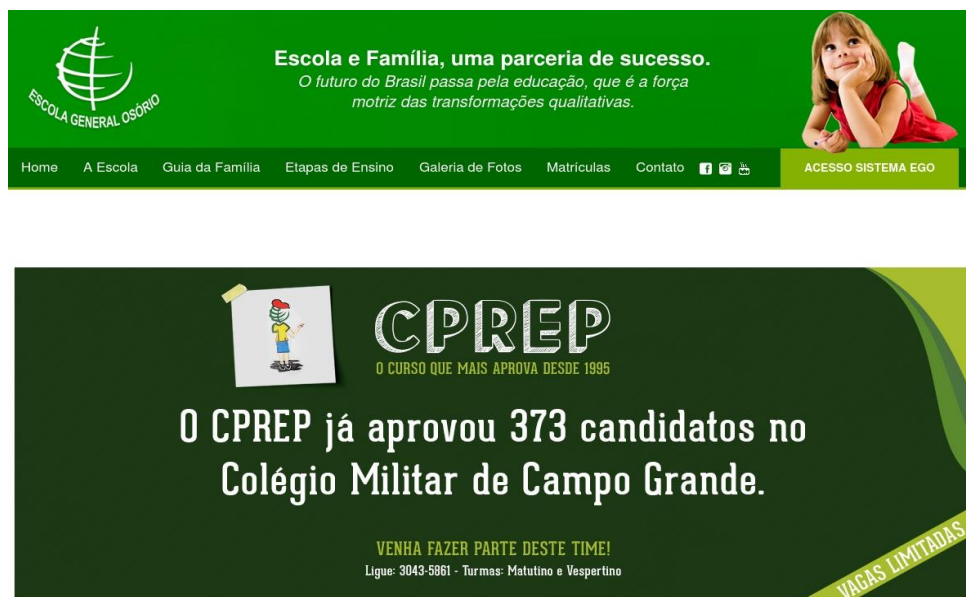 ESCOLA GENERAL OSÓRIO
Escola e Família, uma parceria de sucesso.
O futuro do Brasil passa pela educação, que é a força
motriz das transformações qualitativas.
Home A Escola Guia da Família Etapas de Ensino Galeria de Fotos Matrículas Contato ACESSO SISTEMA EGO
CPREP
O CURSO QUE MAIS APROVA DESDE 1995
O CPREP já aprovou 373 candidatos no
Colégio Militar de Campo Grande.
VENHA FAZER PARTE DESTE TIME!
Ligue: 3043-5861 - Turmas: Matutino e Vespertino
VAGAS LIMITADAS